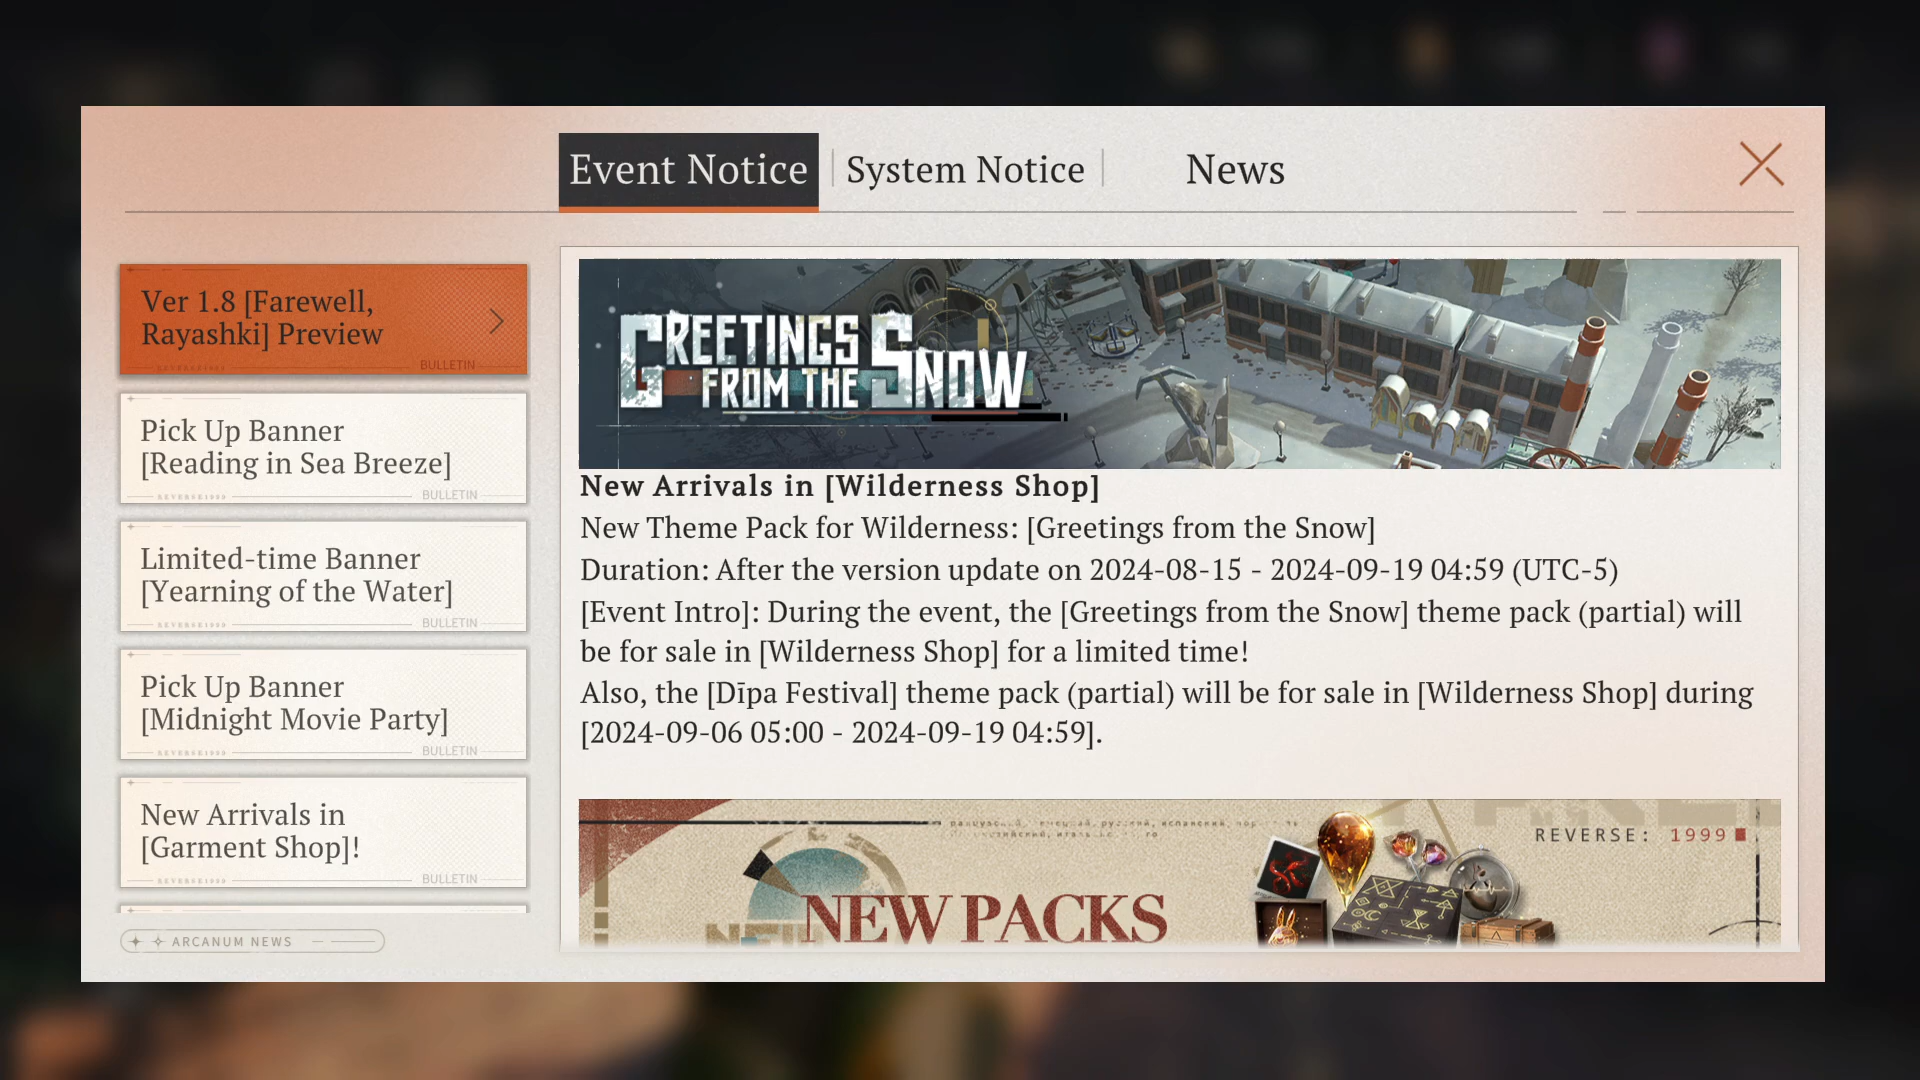 Event Notice
System Notice
News
Ver 1.8 [Farewell,
Rayashki] Preview
BULLETIN
Pick Up Banner
[Reading in Sea Breeze]
REVERSE1999
BULLETIN
Limited-time Banner
[Yearning of the Water]
REVERSE1999
BULLETIN
Pick Up Banner
[Midnight Movie Party]
REVERSE1999
BULLETIN
New Arrivals in
[Garment Shop]!
REVERSE1999
BULLETIN
ARCANUM NEWS
GREETINGS
FROM THE SNOW
New Arrivals in [Wilderness Shop]
New Theme Pack for Wilderness: [Greetings from the Snow]
Duration: After the version update on 2024-08-15 - 2024-09-19 04:59 (UTC-5)
[Event Intro]: During the event, the [Greetings from the Snow] theme pack (partial) will
be for sale in [Wilderness Shop] for a limited time!
Also, the [Dīpa Festival] theme pack (partial) will be for sale in [Wilderness Shop] during
[2024-09-06 05:00 - 2024-09-19 04:59].
REVERSE: 1999
NEW PACKS